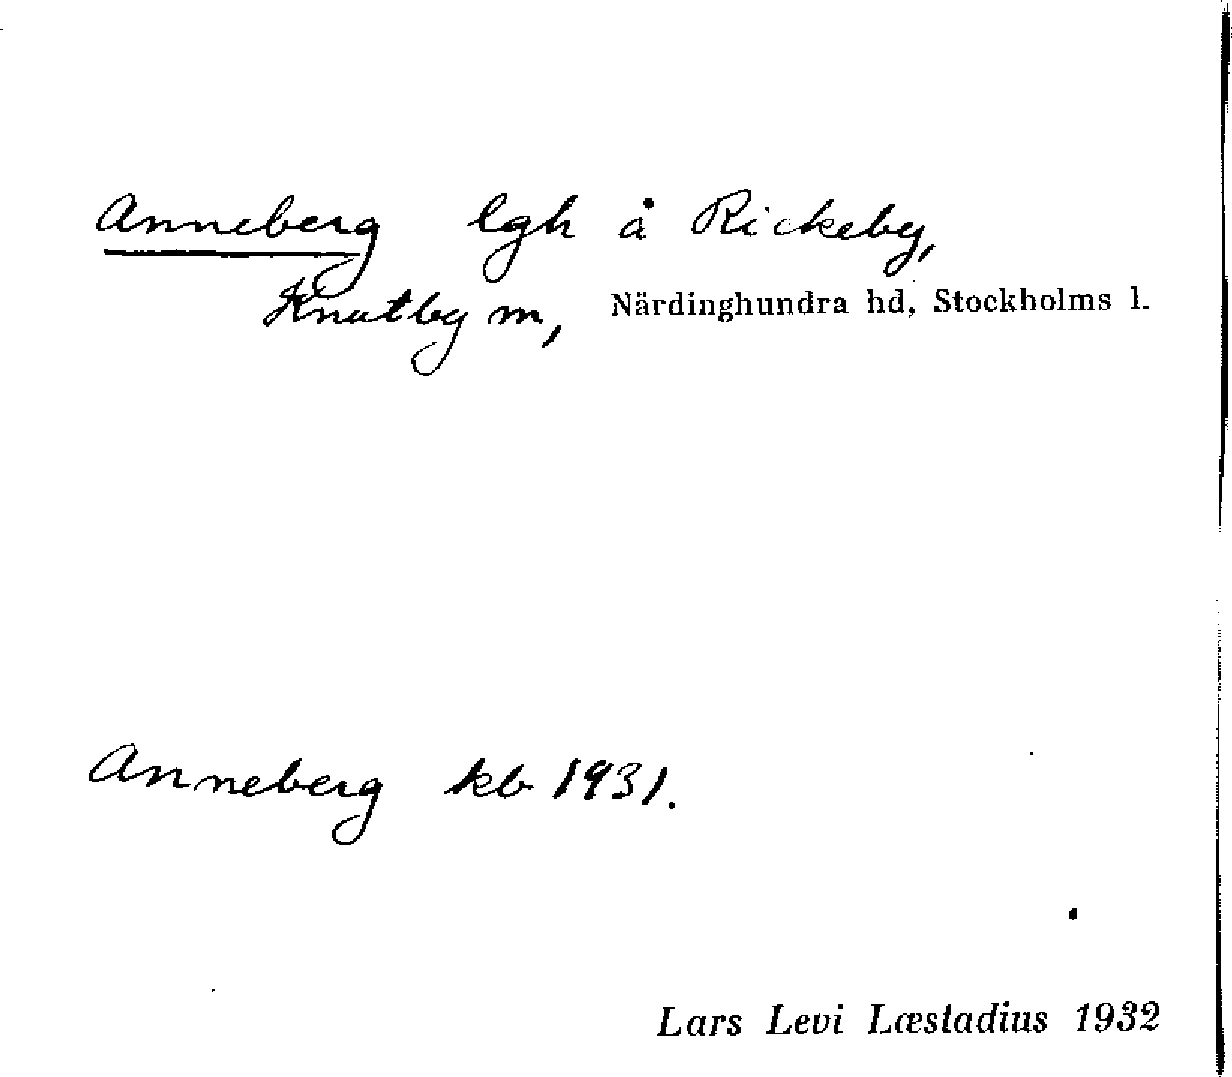 Anneberg lgh å Rickeby,
Knutby m, Närdinghundra hd, Stockholms l.
Anneberg kb 1931.
Lars Levi Læstadius 1932